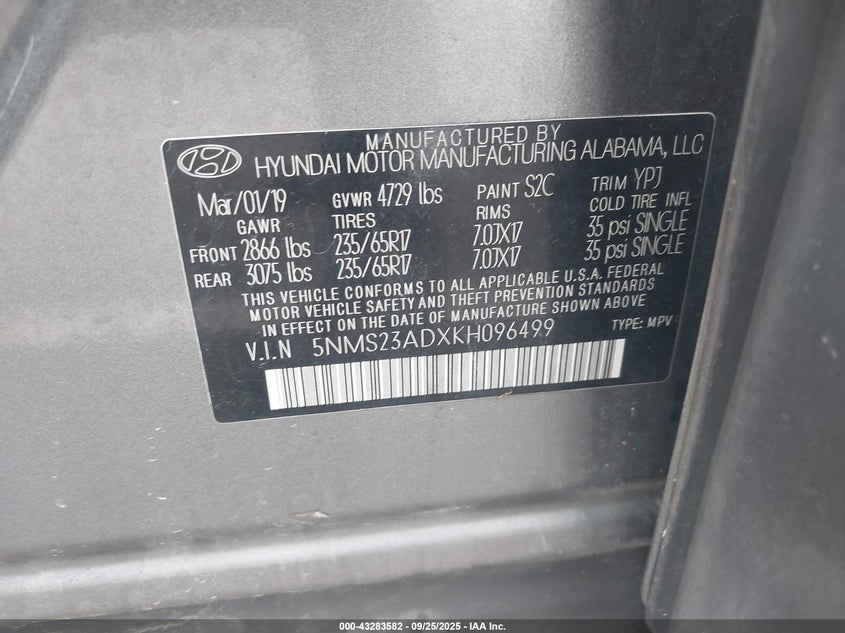 MANUFACTURED BY
HYUNDAI MOTOR MANUFACTURING ALABAMA, LLC
Mar/01/19 GVWR 4729 lbs PAINT S2C TRIM YPJ
GAWR TIRES RIMS COLD TIRE INFL
FRONT 2866 lbs 235/65R17 7.0JX17 35 psi SINGLE
REAR 3075 lbs 235/65R17 7.0JX17 35 psi SINGLE
THIS VEHICLE CONFORMS TO ALL APPLICABLE U.S.A. FEDERAL
MOTOR VEHICLE SAFETY AND THEFT PREVENTION STANDARDS
IN EFFECT ON THE DATE OF MANUFACTURE SHOWN ABOVE
V.I.N 5NMS23ADXKH096499 TYPE: MPV
000-43283582 - 09/25/2025 - IAA Inc.